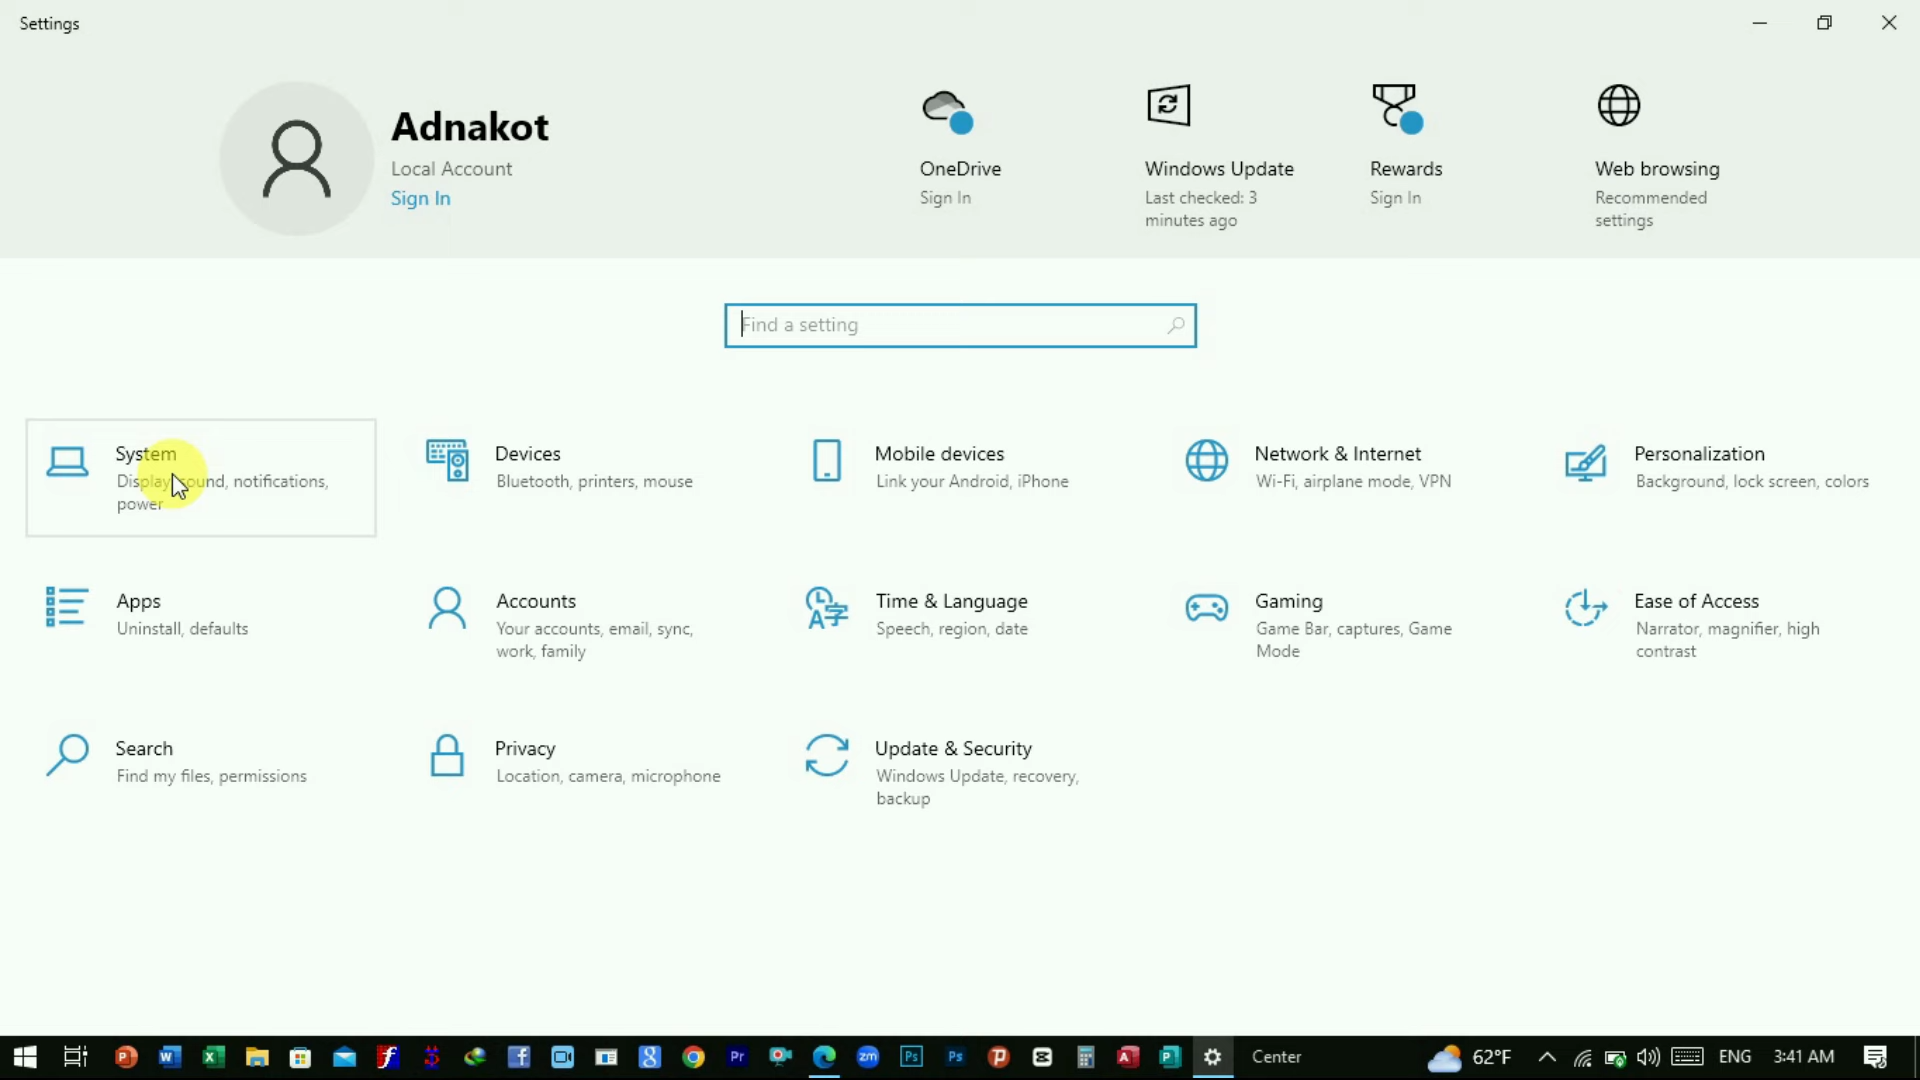 Settings
Adnakot
Local Account
Sign In
OneDrive
Sign In
Windows Update
Last checked: 3
minutes ago
Rewards
Sign In
Web browsing
Recommended
settings
Find a setting
System
Display, sound, notifications,
power
Devices
Bluetooth, printers, mouse
Mobile devices
Link your Android, iPhone
Network & Internet
Wi-Fi, airplane mode, VPN
Personalization
Background, lock screen, colors
Apps
Uninstall, defaults
Accounts
Your accounts, email, sync,
work, family
Time & Language
Speech, region, date
Gaming
Game Bar, captures, Game
Mode
Ease of Access
Narrator, magnifier, high
contrast
Search
Find my files, permissions
Privacy
Location, camera, microphone
Update & Security
Windows Update, recovery,
backup
Center
62°F
ENG
3:41 AM